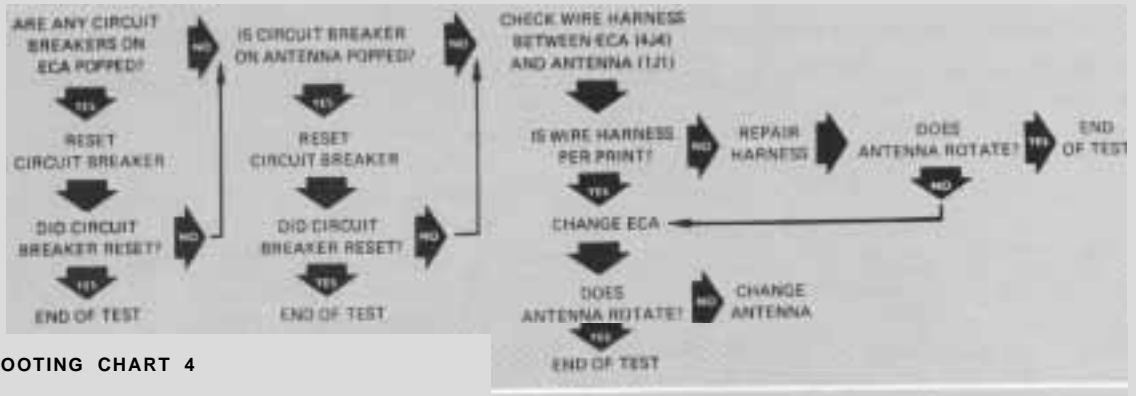 ARE ANY CIRCUIT
BREAKERS ON
ECA POPPED?
NO
YES
RESET
CIRCUIT BREAKER
DID CIRCUIT
BREAKER RESET?
NO
YES
END OF TEST
IS CIRCUIT BREAKER
ON ANTENNA POPPED?
NO
YES
RESET
CIRCUIT BREAKER
DID CIRCUIT
BREAKER RESET?
NO
YES
END OF TEST
CHECK WIRE HARNESS
BETWEEN ECA (4J4)
AND ANTENNA (1J1)
IS WIRE HARNESS
PER PRINT?
NO
REPAIR
HARNESS
DOES
ANTENNA ROTATE?
YES
END
OF TEST
NO
YES
CHANGE ECA
DOES
ANTENNA ROTATE?
NO
CHANGE
ANTENNA
YES
END OF TEST
OOTING CHART 4